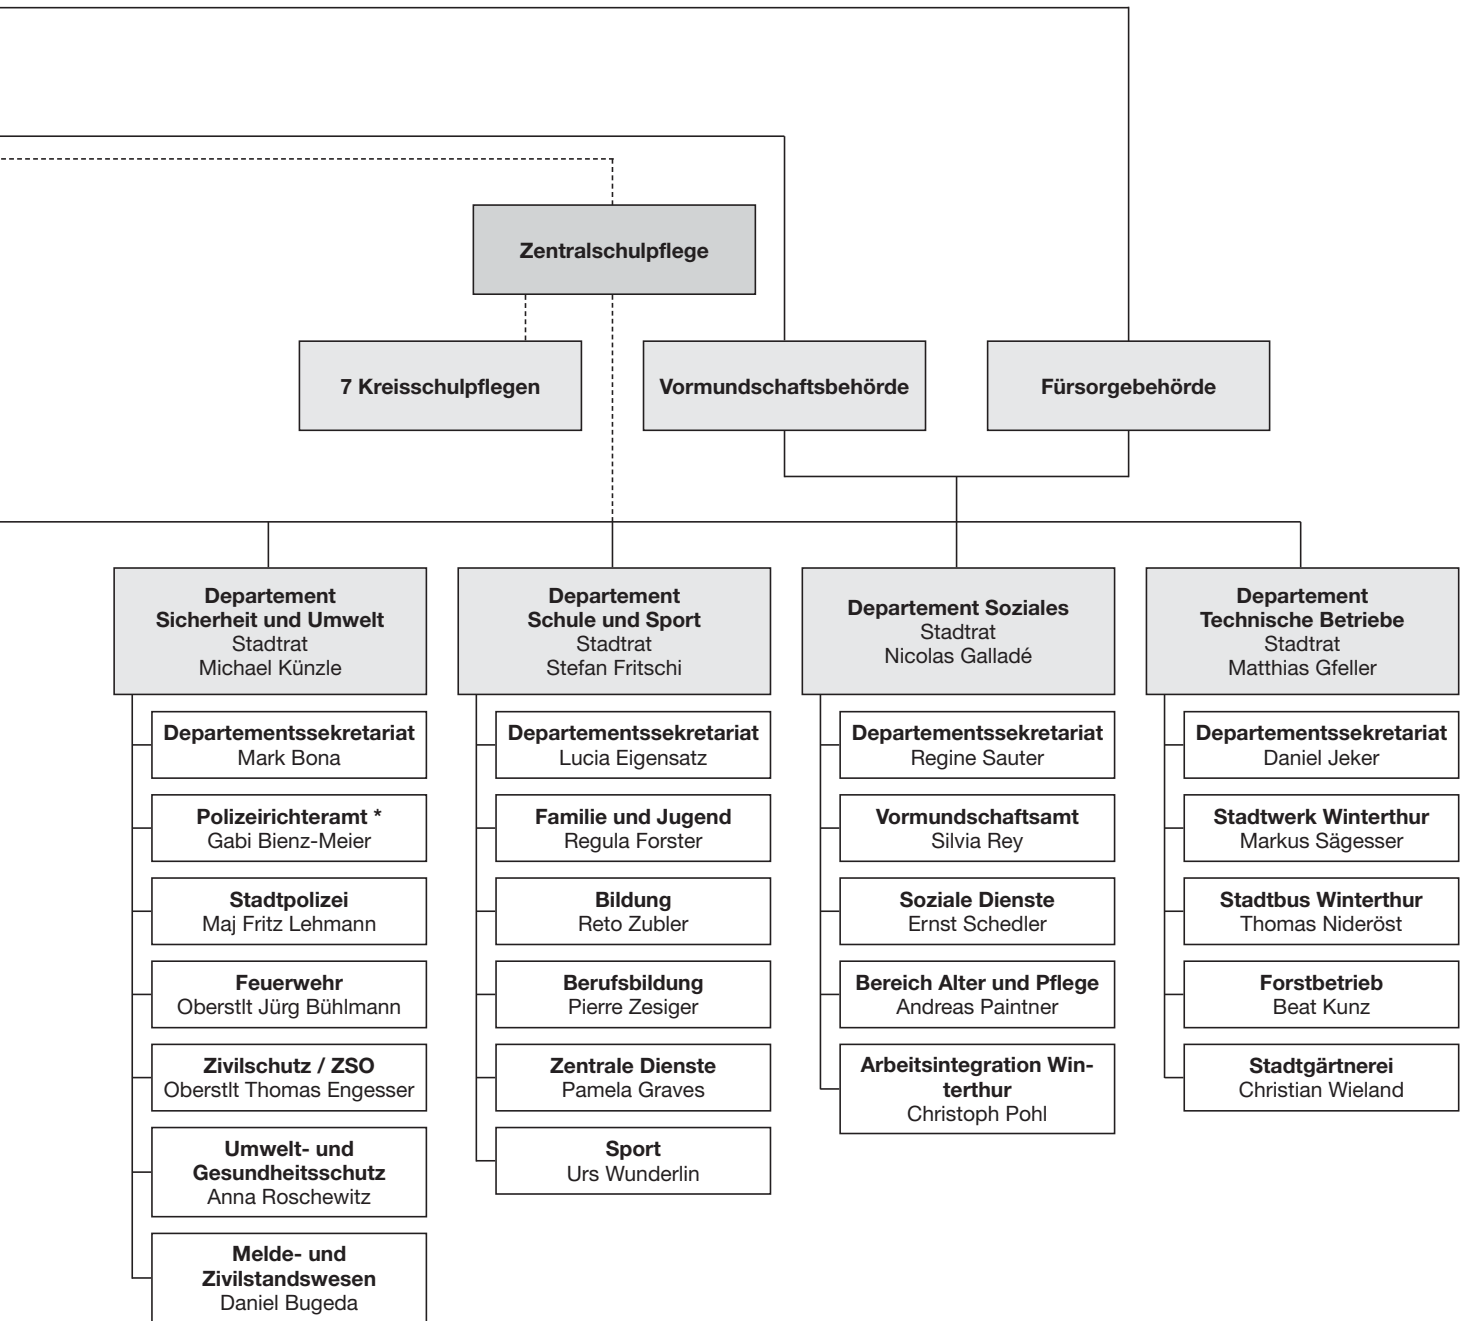 Zentralschulpflege
7 Kreisschulpflegen
Vormundschaftsbehörde
Fürsorgebehörde
Departement
Sicherheit und Umwelt
Stadtrat
Michael Künzle
Departementssekretariat
Mark Bona
Polizeirichteramt *
Gabi Bienz-Meier
Stadtpolizei
Maj Fritz Lehmann
Feuerwehr
Oberstlt Jürg Bühlmann
Zivilschutz / ZSO
Oberstlt Thomas Engesser
Umwelt- und
Gesundheitsschutz
Anna Roschewitz
Melde- und
Zivilstandswesen
Daniel Bugeda
Departement
Schule und Sport
Stadtrat
Stefan Fritschi
Departementssekretariat
Lucia Eigensatz
Familie und Jugend
Regula Forster
Bildung
Reto Zubler
Berufsbildung
Pierre Zesiger
Zentrale Dienste
Pamela Graves
Sport
Urs Wunderlin
Departement Soziales
Stadtrat
Nicolas Galladé
Departementssekretariat
Regine Sauter
Vormundschaftsamt
Silvia Rey
Soziale Dienste
Ernst Schedler
Bereich Alter und Pflege
Andreas Paintner
Arbeitsintegration Win-
terthur
Christoph Pohl
Departement
Technische Betriebe
Stadtrat
Matthias Gfeller
Departementssekretariat
Daniel Jeker
Stadtwerk Winterthur
Markus Sägesser
Stadtbus Winterthur
Thomas Nideröst
Forstbetrieb
Beat Kunz
Stadtgärtnerei
Christian Wieland